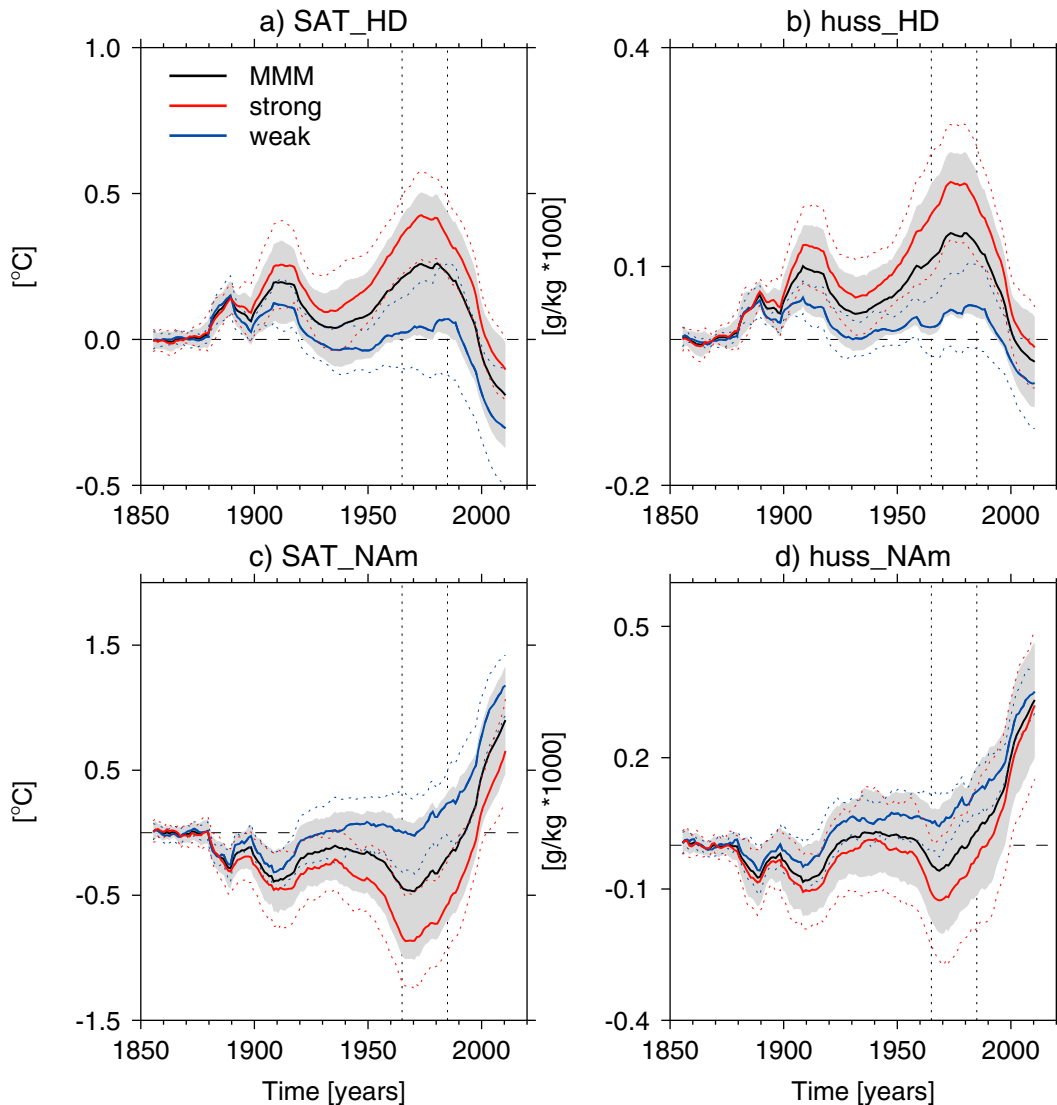 a) SAT_HD
b) huss_HD
1.0
0.5
0.0
-0.5
[°C]
MMM
strong
weak
1850
1900
1950
2000
0.4
0.1
-0.2
[g/kg *1000]
1850
1900
1950
2000
c) SAT_NAm
d) huss_NAm
1.5
0.5
-0.5
-1.5
[°C]
1850
1900
1950
2000
Time [years]
0.5
0.2
-0.1
-0.4
[g/kg *1000]
1850
1900
1950
2000
Time [years]